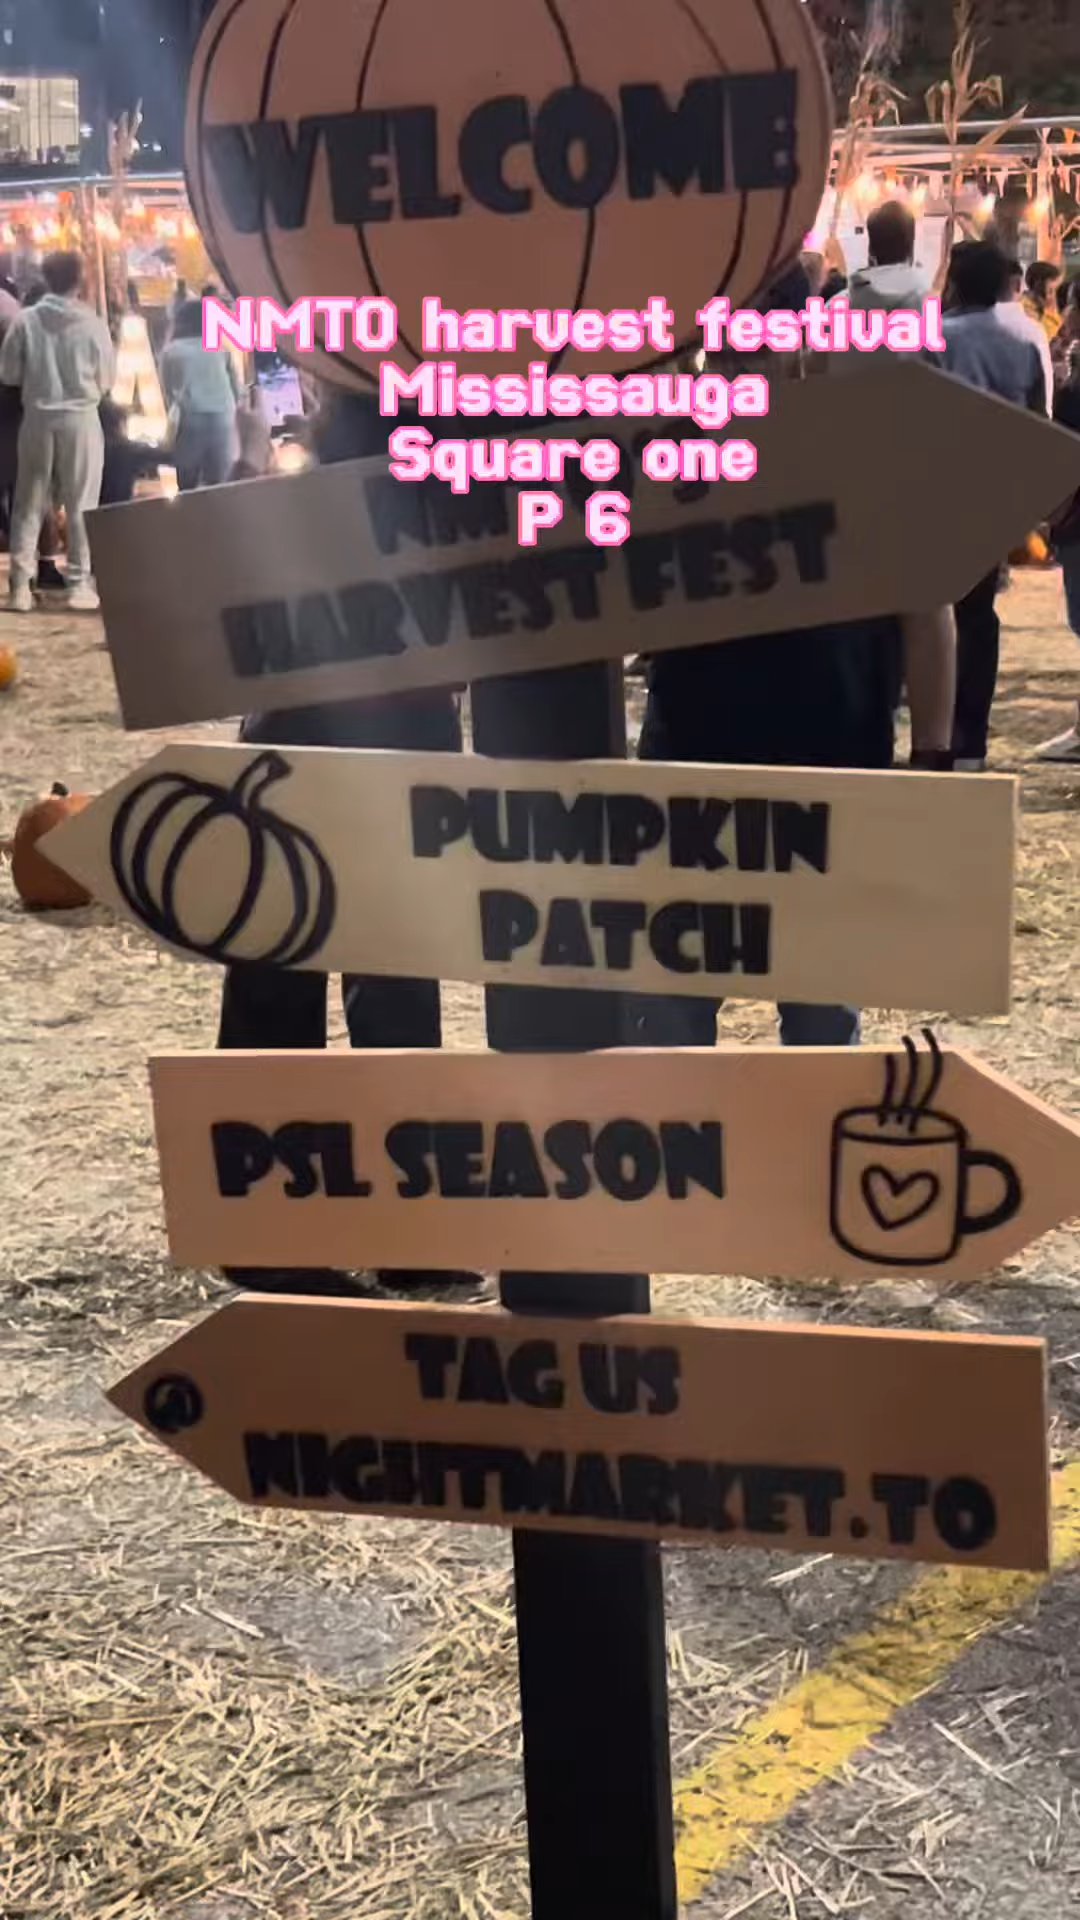 WELCOME
NMTO harvest festival
Mississauga
Square one
P 6
HARVEST FEST
PUMPKIN
PATCH
PSL SEASON
TAG US
NIGHTMARKET.TO